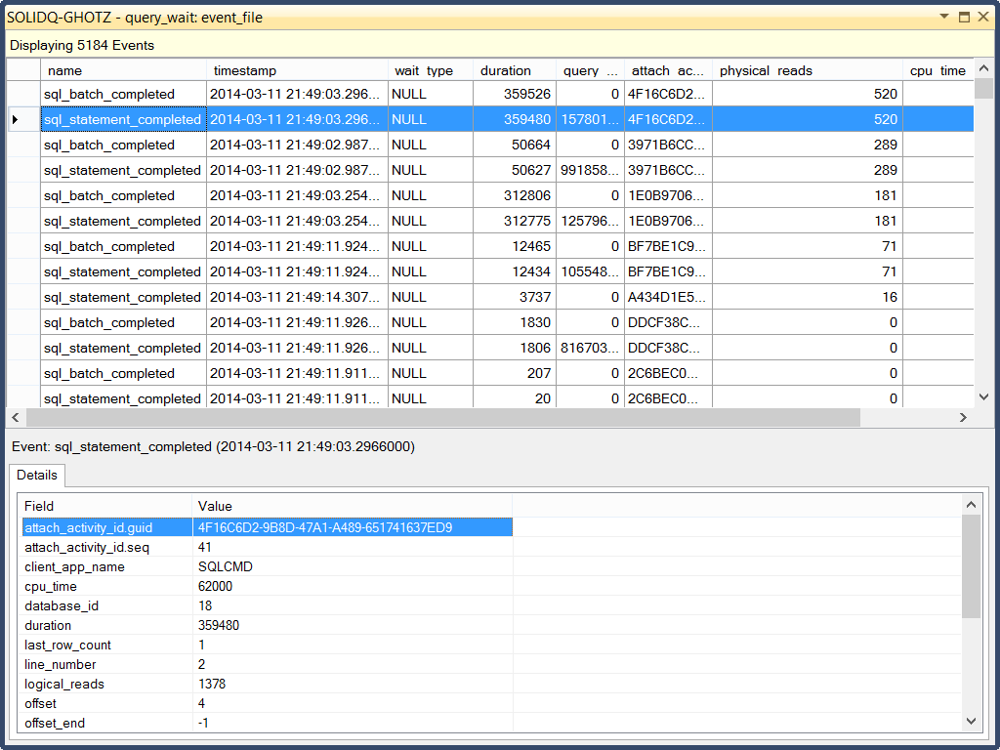 SOLIDQ-GHOTZ - query_wait: event_file
Displaying 5184 Events
name timestamp wait_type duration query_... attach_ac... physical_reads cpu_time
sql_batch_completed 2014-03-11 21:49:03.296... NULL 359526 0 4F16C6D2... 520
sql_statement_completed 2014-03-11 21:49:03.296... NULL 359480 157801... 4F16C6D2... 520
sql_batch_completed 2014-03-11 21:49:02.987... NULL 50664 0 3971B6CC... 289
sql_statement_completed 2014-03-11 21:49:02.987... NULL 50627 991858... 3971B6CC... 289
sql_batch_completed 2014-03-11 21:49:03.254... NULL 312806 0 1E0B9706... 181
sql_statement_completed 2014-03-11 21:49:03.254... NULL 312775 125796... 1E0B9706... 181
sql_batch_completed 2014-03-11 21:49:11.924... NULL 12465 0 BF7BE1C9... 71
sql_statement_completed 2014-03-11 21:49:11.924... NULL 12434 105548... BF7BE1C9... 71
sql_statement_completed 2014-03-11 21:49:14.307... NULL 3737 0 A434D1E5... 16
sql_batch_completed 2014-03-11 21:49:11.926... NULL 1830 0 DDCF38C... 0
sql_statement_completed 2014-03-11 21:49:11.926... NULL 1806 816703... DDCF38C... 0
sql_batch_completed 2014-03-11 21:49:11.911... NULL 207 0 2C6BEC0... 0
sql_statement_completed 2014-03-11 21:49:11.911... NULL 20 0 2C6BEC0... 0
Event: sql_statement_completed (2014-03-11 21:49:03.2966000)
Details
Field Value
attach_activity_id.guid 4F16C6D2-9B8D-47A1-A489-651741637ED9
attach_activity_id.seq 41
client_app_name SQLCMD
cpu_time 62000
database_id 18
duration 359480
last_row_count 1
line_number 2
logical_reads 1378
offset 4
offset_end -1